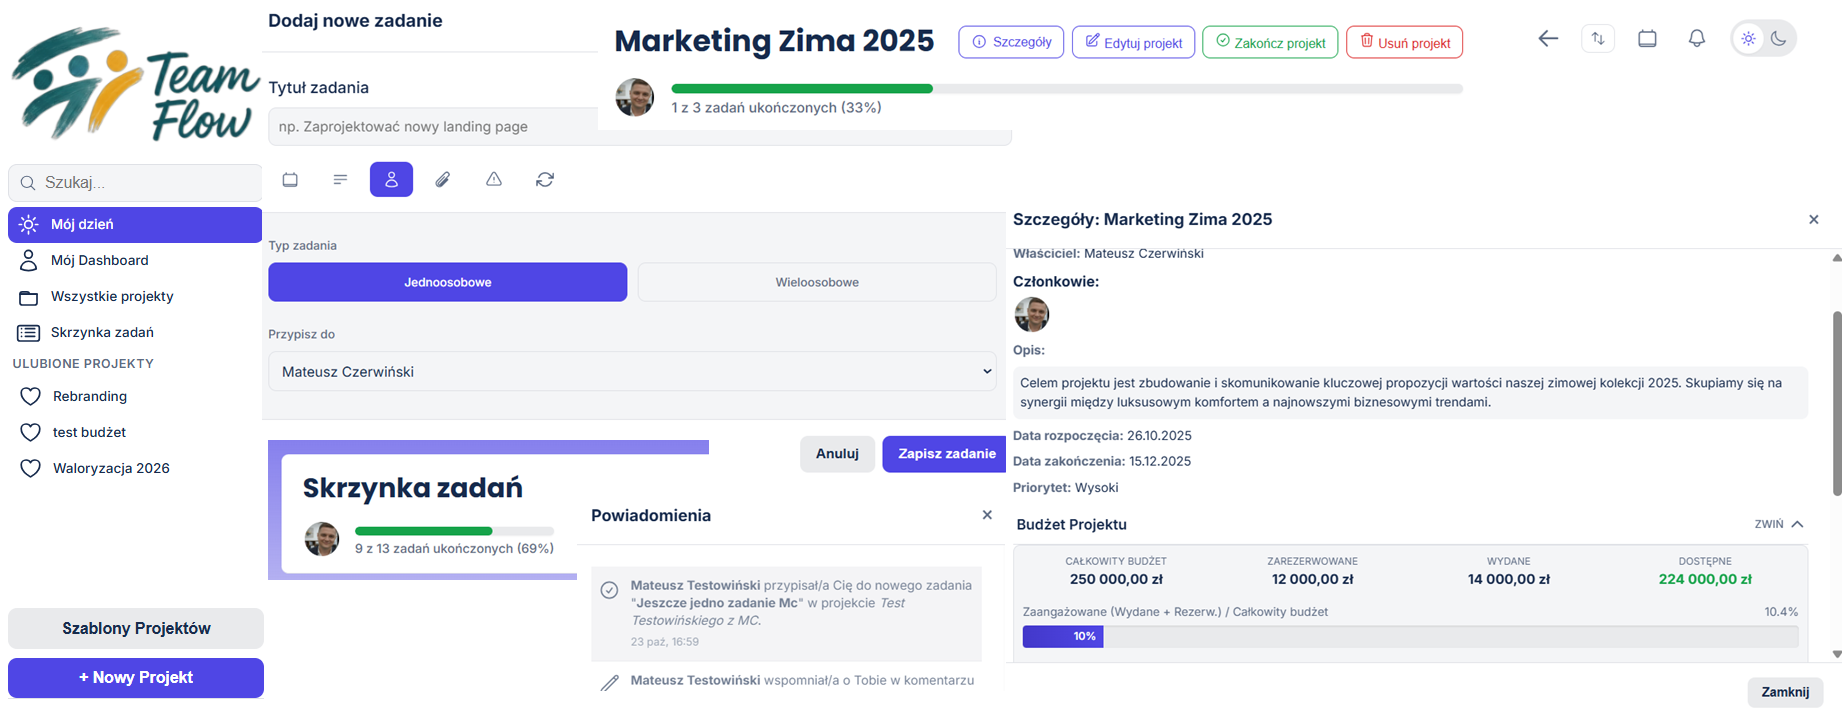 Team
Flow
Szukaj...
Mój dzień
Mój Dashboard
Wszystkie projekty
Skrzynka zadań
ULUBIONE PROJEKTY
Rebranding
test budżet
Waloryzacja 2026
Szablony Projektów
+ Nowy Projekt
Dodaj nowe zadanie
Tytuł zadania
np. Zaprojektować nowy landing page
Typ zadania
Jednoosobowe
Wieloosobowe
Przypisz do
Mateusz Czerwiński
Anuluj
Zapisz zadanie
Marketing Zima 2025
Szczegóły
Edytuj projekt
Zakończ projekt
Usuń projekt
1 z 3 zadań ukończonych (33%)
Skrzynka zadań
9 z 13 zadań ukończonych (69%)
Powiadomienia
Mateusz Testowiński przypisał/a Cię do nowego zadania
"Jeszcze jedno zadanie Mc" w projekcie Test
Testowińskiego z MC.
23 paź, 16:59
Mateusz Testowiński wspomniał/a o Tobie w komentarzu
Szczegóły: Marketing Zima 2025
Właściciel: Mateusz Czerwiński
Członkowie:
Opis:
Celem projektu jest zbudowanie i skomunikowanie kluczowej propozycji wartości naszej zimowej kolekcji 2025. Skupiamy się na
synergii między luksusowym komfortem a najnowszymi biznesowymi trendami.
Data rozpoczęcia: 26.10.2025
Data zakończenia: 15.12.2025
Priorytet: Wysoki
Budżet Projektu
ZWIŃ
CAŁKOWITY BUDŻET
250 000,00 zł
ZAREZERWOWANE
12 000,00 zł
WYDANE
14 000,00 zł
DOSTĘPNE
224 000,00 zł
Zaangażowane (Wydane + Rezerw.) / Całkowity budżet
10.4%
10%
Zamknij